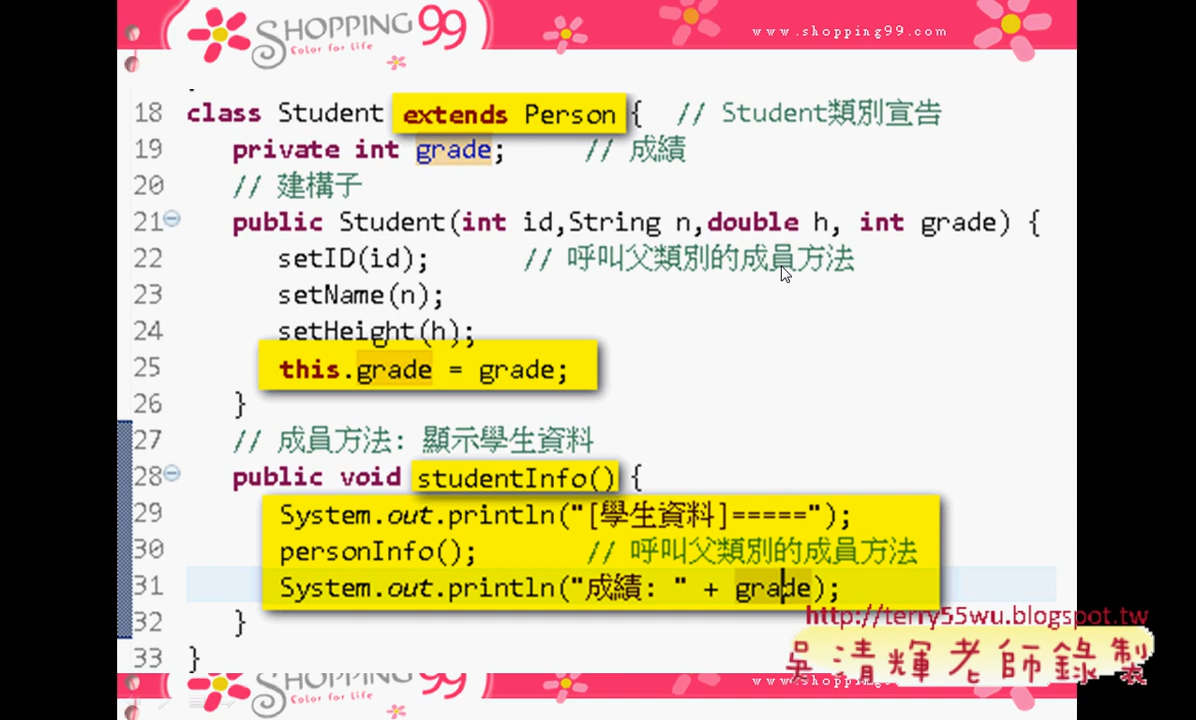 SHOPPING 99
Color for Life
www.shopping99.com
18 class Student extends Person { // Student類別宣告
19 private int grade; // 成績
20 // 建構子
21 public Student(int id,String n,double h, int grade) {
22 setID(id); // 呼叫父類別的成員方法
23 setName(n);
24 setHeight(h);
25 this.grade = grade;
26 }
27 // 成員方法: 顯示學生資料
28 public void studentInfo() {
29 System.out.println("[學生資料]=====");
30 personInfo(); // 呼叫父類別的成員方法
31 System.out.println("成績: " + grade);
32 }
http://terry55wu.blogspot.tw
33 }
吳清輝老師錄製
SHOPPING 99
Color for Life